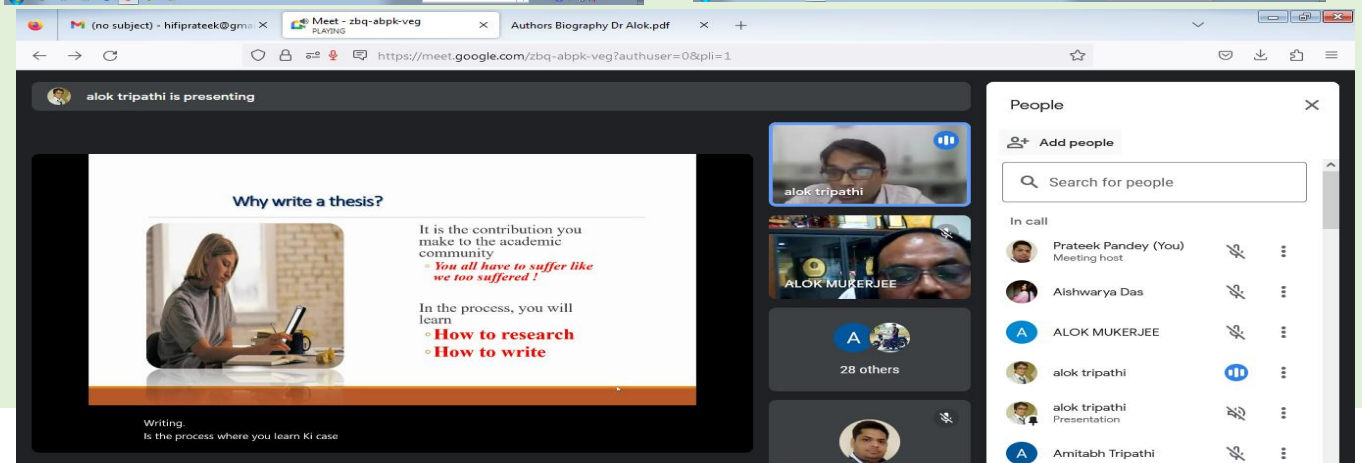 (no subject) - hifiprateek@gma
Meet - zbq-abpk-veg
PLAYING
Authors Biography Dr Alok.pdf
https://meet.google.com/zbq-abpk-veg?authuser=0&pli=1
alok tripathi is presenting
Why write a thesis?
It is the contribution you
make to the academic
community
You all have to suffer like
we too suffered !
In the process, you will
learn
How to research
How to write
Writing.
Is the process where you learn Ki case
alok tripathi
ALOK MUKERJEE
A
28 others
People
Add people
Search for people
In call
Prateek Pandey (You)
Meeting host
Aishwarya Das
A ALOK MUKERJEE
alok tripathi
alok tripathi
Presentation
A Amitabh Tripathi